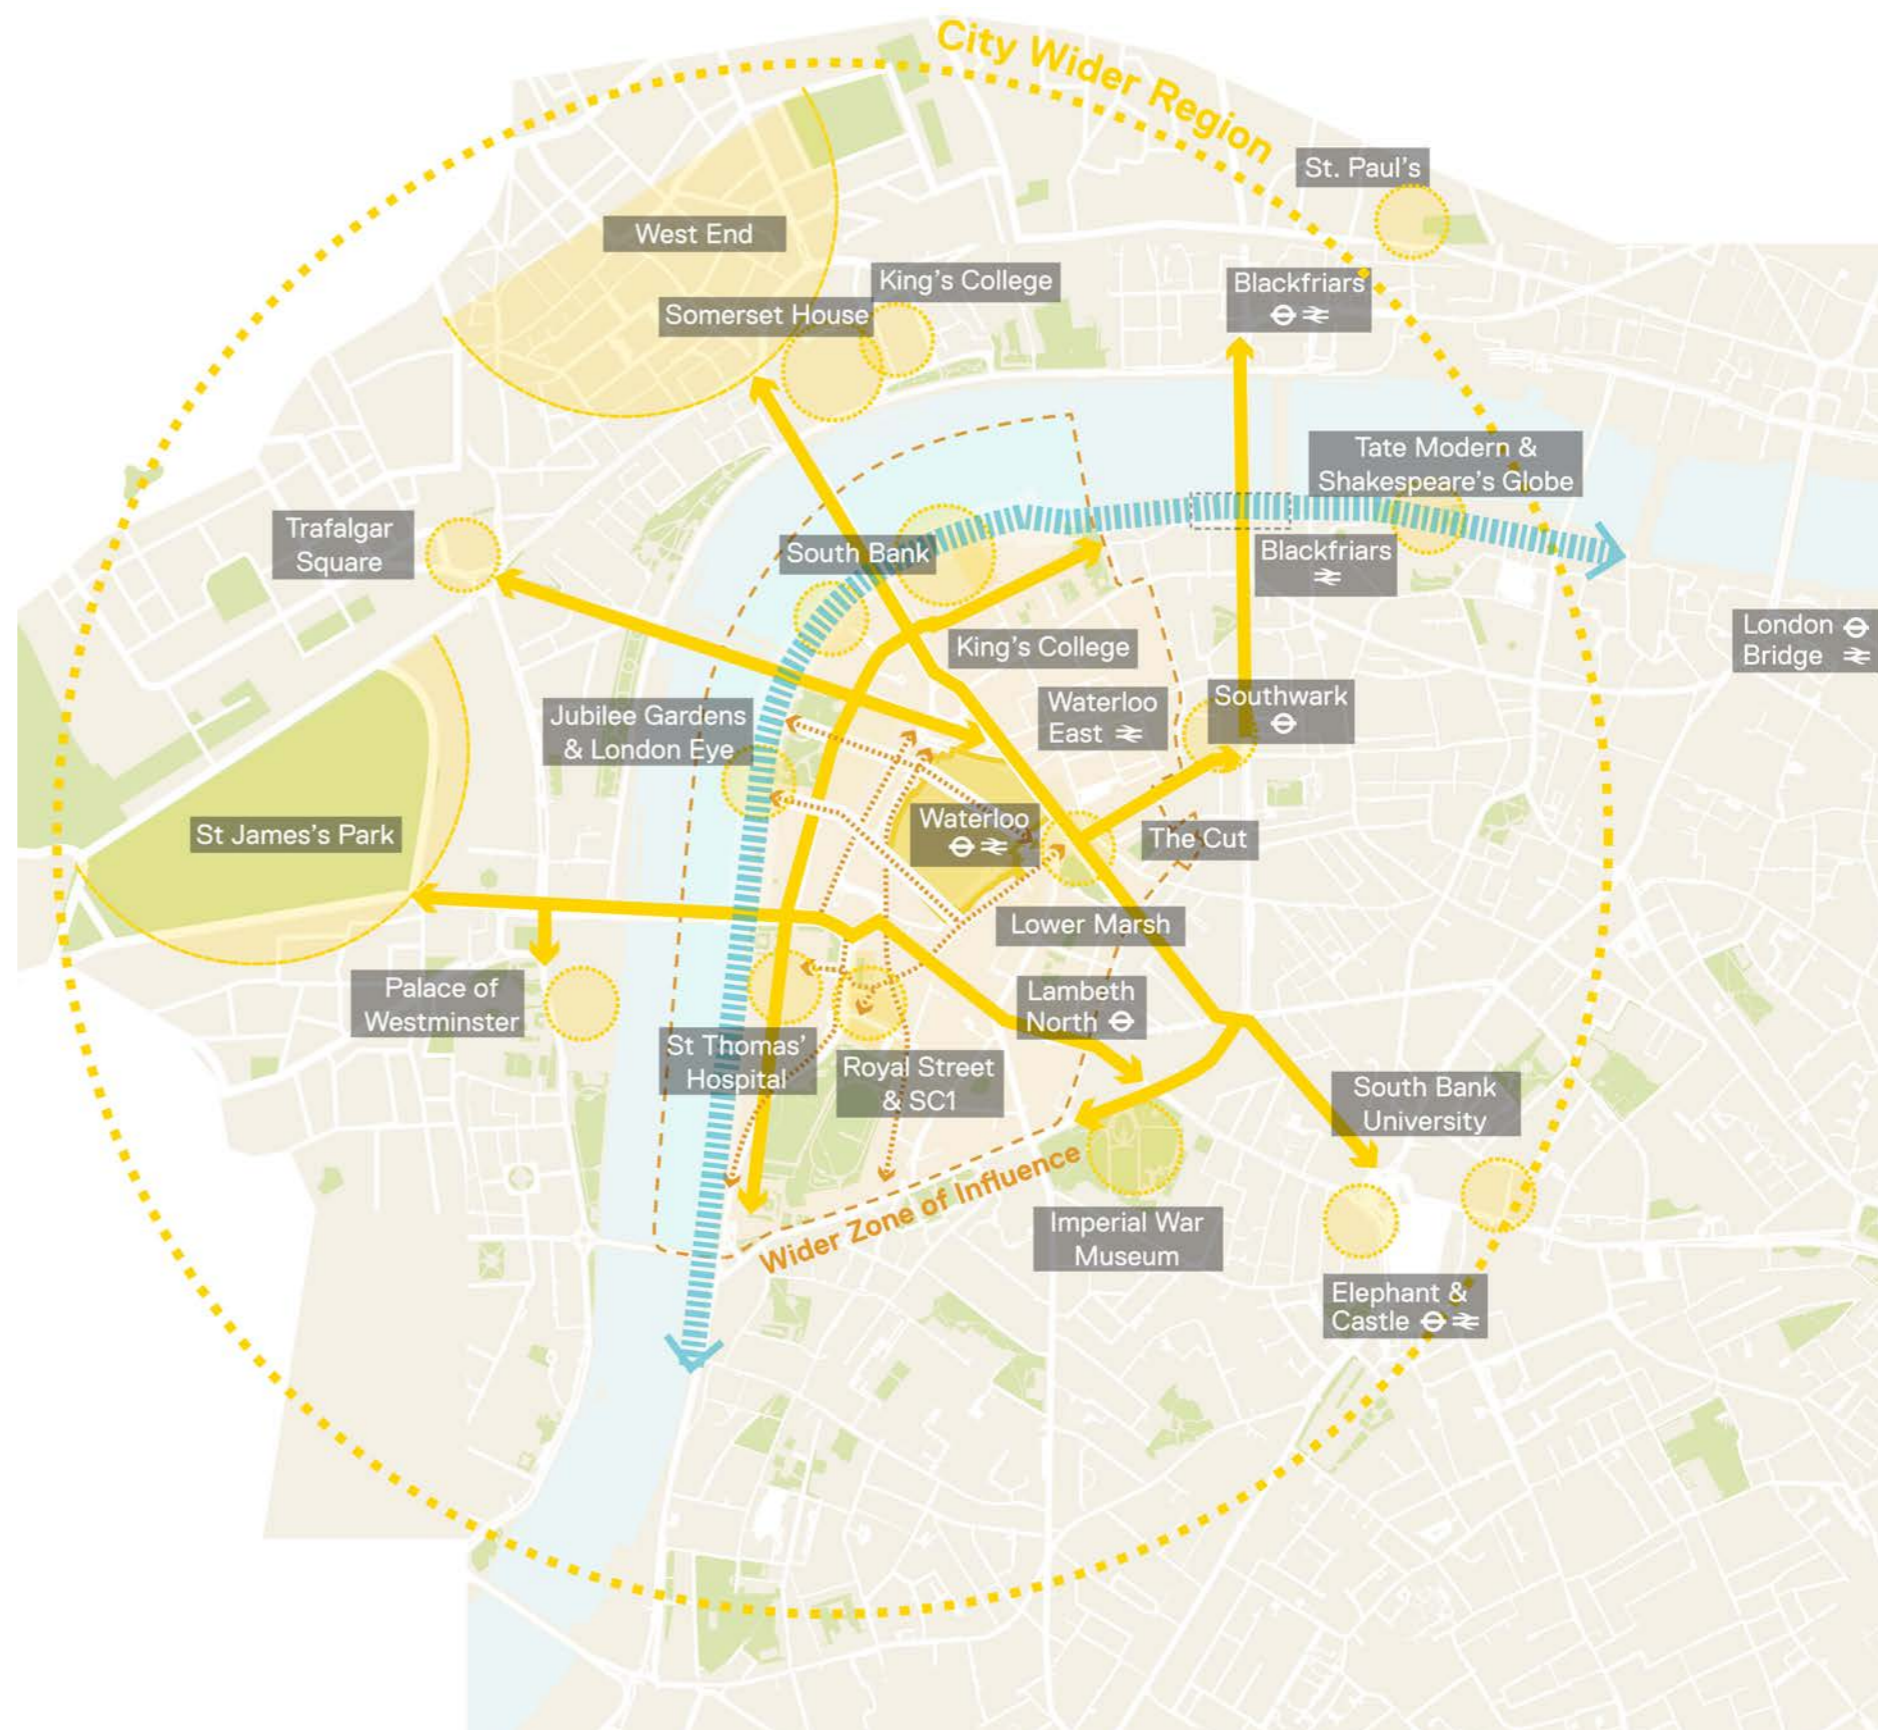 City Wider Region
St. Paul's
West End
King's College
Blackfriars
Somerset House
Tate Modern &
Shakespeare's Globe
Trafalgar
Square
South Bank
Blackfriars
London
Bridge
King's College
Waterloo
East
Southwark
Jubilee Gardens
& London Eye
St James's Park
Waterloo
The Cut
Lower Marsh
Palace of
Westminster
Lambeth
North
St Thomas'
Hospital
Royal Street
& SC1
South Bank
University
Wider Zone of Influence
Imperial War
Museum
Elephant &
Castle